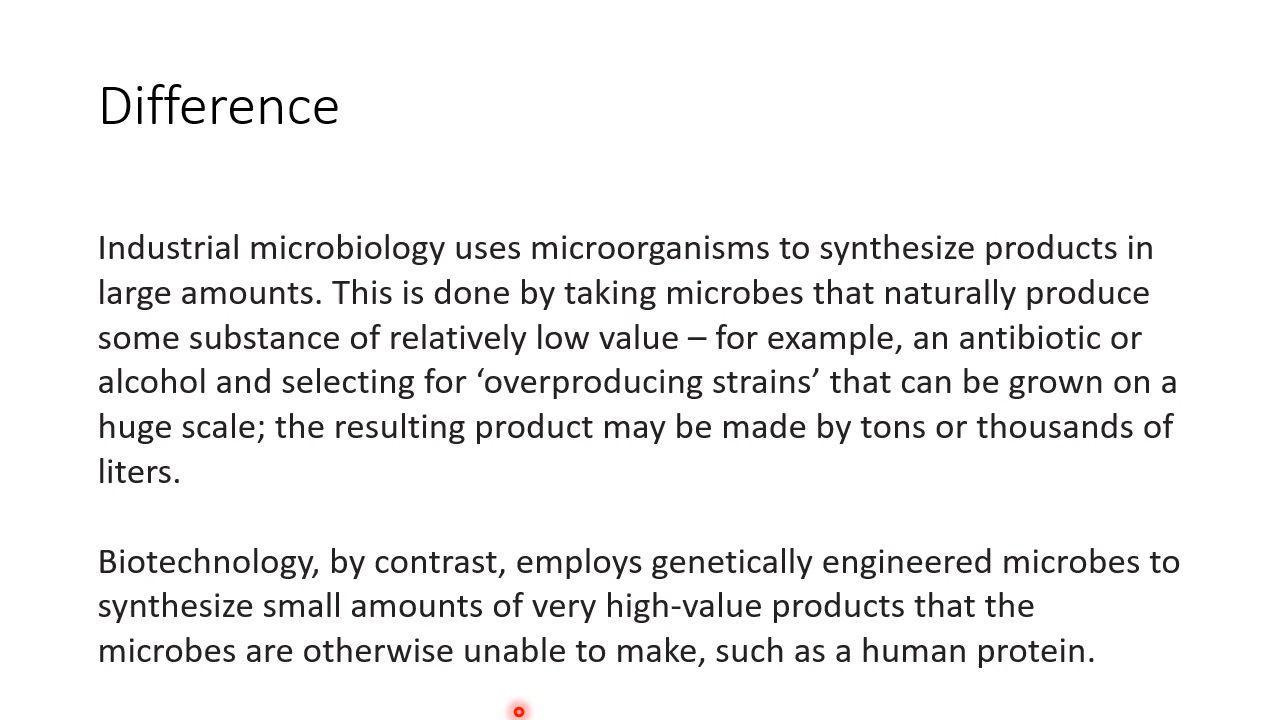 Difference
Industrial microbiology uses microorganisms to synthesize products in
large amounts. This is done by taking microbes that naturally produce
some substance of relatively low value – for example, an antibiotic or
alcohol and selecting for ‘overproducing strains’ that can be grown on a
huge scale; the resulting product may be made by tons or thousands of
liters.
Biotechnology, by contrast, employs genetically engineered microbes to
synthesize small amounts of very high-value products that the
microbes are otherwise unable to make, such as a human protein.